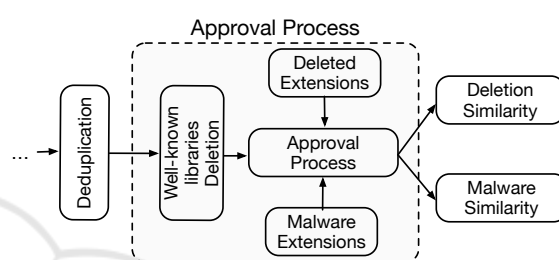 Approval Process
Deleted
Extensions
Deletion
Similarity
...
Deduplication
Well-known
libraries
Deletion
Approval
Process
Malware
Similarity
Malware
Extensions